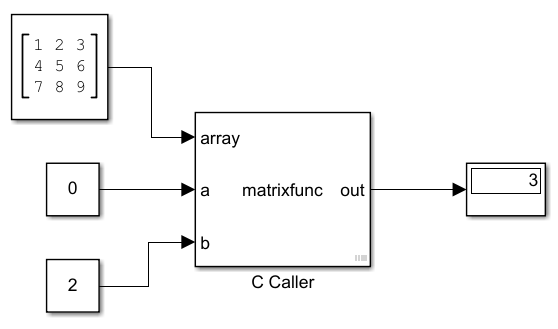 1 2 3
4 5 6
7 8 9
array
0
a
matrixfunc
out
3
b
2
C Caller